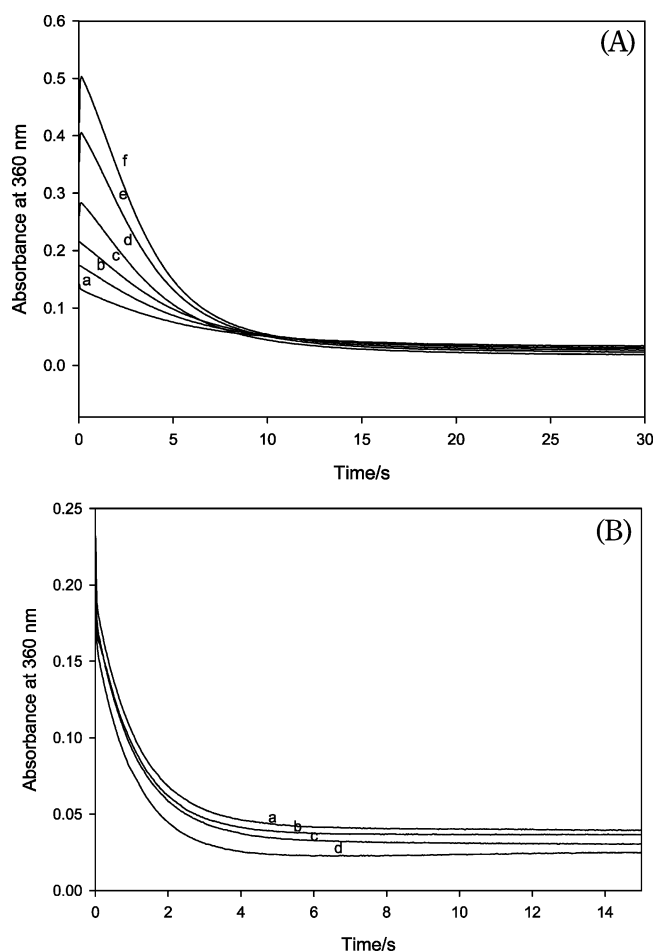 (A)
0.6
0.5
0.4
0.3
0.2
0.1
0.0
Absorbance at 360 nm
f
e
d
c
b
a
0 5 10 15 20 25 30
Time/s
(B)
0.25
0.20
0.15
0.10
0.05
0.00
Absorbance at 360 nm
a
b
c
d
0 2 4 6 8 10 12 14
Time/s